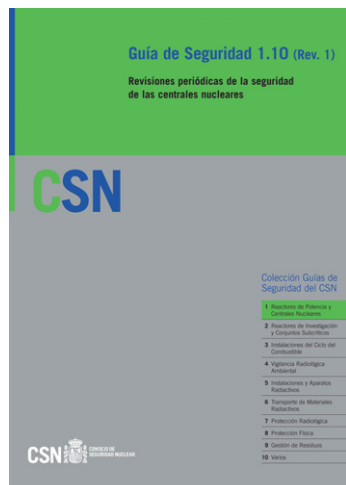 Guía de Seguridad 1.10 (Rev. 1)
Revisiones periódicas de la seguridad
de las centrales nucleares
CSN
Colección Guías de
Seguridad del CSN
1 Reactores de Potencia y
Centrales Nucleares
2 Reactores de Investigación
y Conjuntos Subcríticos
3 Instalaciones del Ciclo del
Combustible
4 Vigilancia Radiológica
Ambiental
5 Instalaciones y Aparatos
Radiactivos
6 Transporte de Materiales
Radiactivos
7 Protección Radiológica
8 Protección Física
9 Gestión de Residuos
10 Varios
CSN
CONSEJO DE
SEGURIDAD NUCLEAR